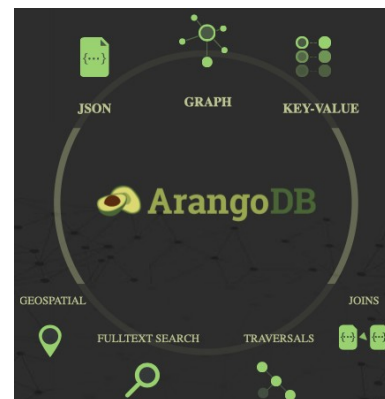 {...}
JSON
GRAPH
KEY-VALUE
ArangoDB
GEOSPATIAL
JOINS
FULLTEXT SEARCH
TRAVERSALS
{...}
{...}